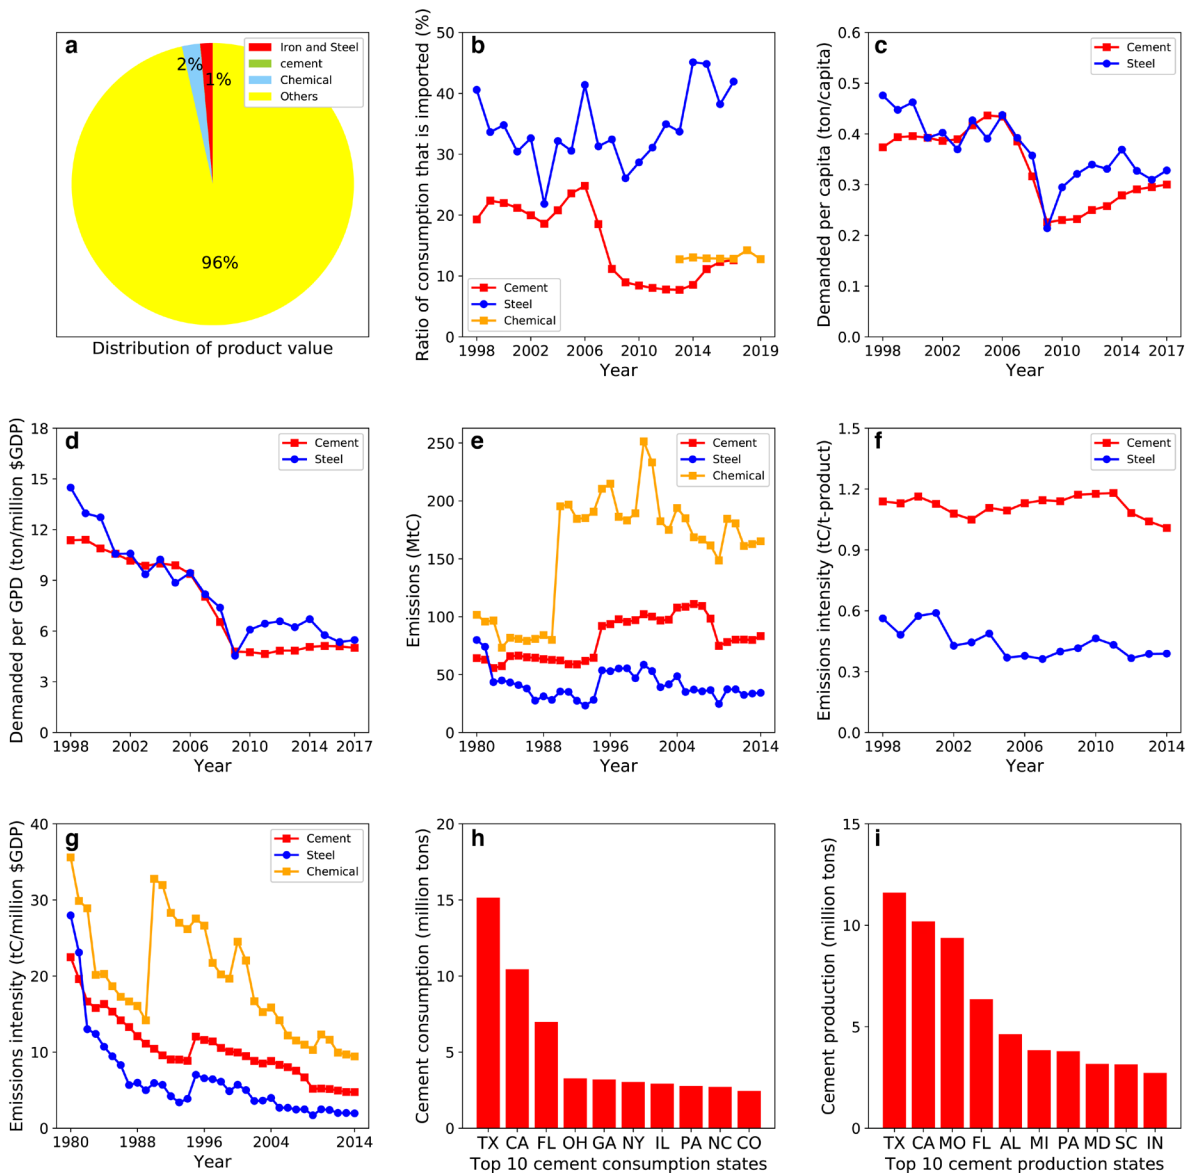 a
2%
1%
96%
Iron and Steel
cement
Chemical
Others
Distribution of product value
b
Ratio of consumption that is imported (%)
50
40
30
20
10
0
Cement
Steel
Chemical
1998 2002 2006 2010 2014 2019
Year
c
Demanded per capita (ton/capita)
0.6
0.5
0.4
0.3
0.2
0.1
0.0
Cement
Steel
1998 2002 2006 2010 2014 2017
Year
d
Demanded per GPD (ton/million $GDP)
18
15
12
9
6
3
0
Cement
Steel
1998 2002 2006 2010 2014 2017
Year
e
Emissions (MtC)
250
200
150
100
50
0
Cement
Steel
Chemical
1980 1988 1996 2004 2014
Year
f
Emissions intensity (tC/t-product)
1.5
1.2
0.9
0.6
0.3
0.0
Cement
Steel
1998 2002 2006 2010 2014
Year
g
Emissions intensity (tC/million $GDP)
40
30
20
10
0
Cement
Steel
Chemical
1980 1988 1996 2004 2014
Year
h
Cement consumption (million tons)
20
15
10
5
0
TX CA FL OH GA NY IL PA NC CO
Top 10 cement consumption states
i
Cement production (million tons)
15
10
5
0
TX CA MO FL AL MI PA MD SC IN
Top 10 cement production states